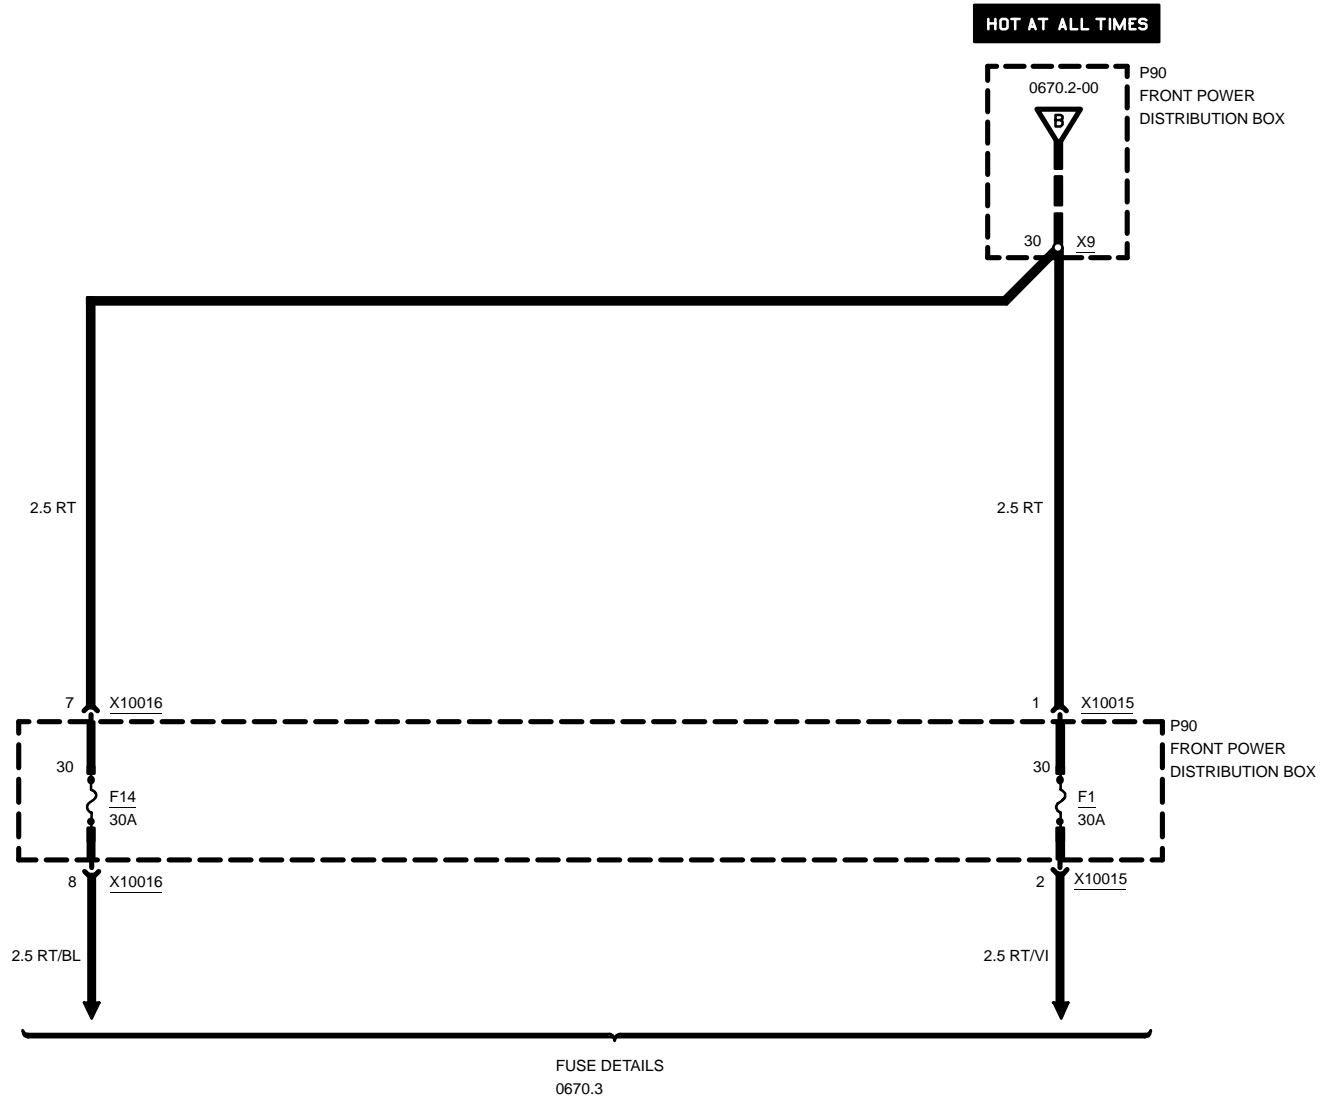 HOT AT ALL TIMES
P90
FRONT POWER
DISTRIBUTION BOX
0670.2-00
B
30 X9
2.5 RT
2.5 RT
7 X10016
1 X10015
P90
FRONT POWER
DISTRIBUTION BOX
30
F14
30A
30
F1
30A
8 X10016
2 X10015
2.5 RT/BL
2.5 RT/VI
FUSE DETAILS
0670.3